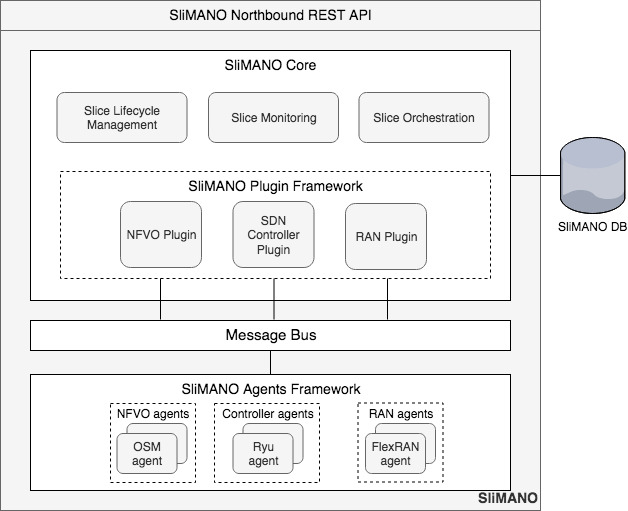 SliMANO Northbound REST API
SliMANO Core
Slice Lifecycle
Management
Slice Monitoring
Slice Orchestration
SliMANO Plugin Framework
NFVO Plugin
SDN
Controller
Plugin
RAN Plugin
SliMANO DB
Message Bus
SliMANO Agents Framework
NFVO agents
Controller agents
RAN agents
OSM
agent
Ryu
agent
FlexRAN
agent
SliMANO